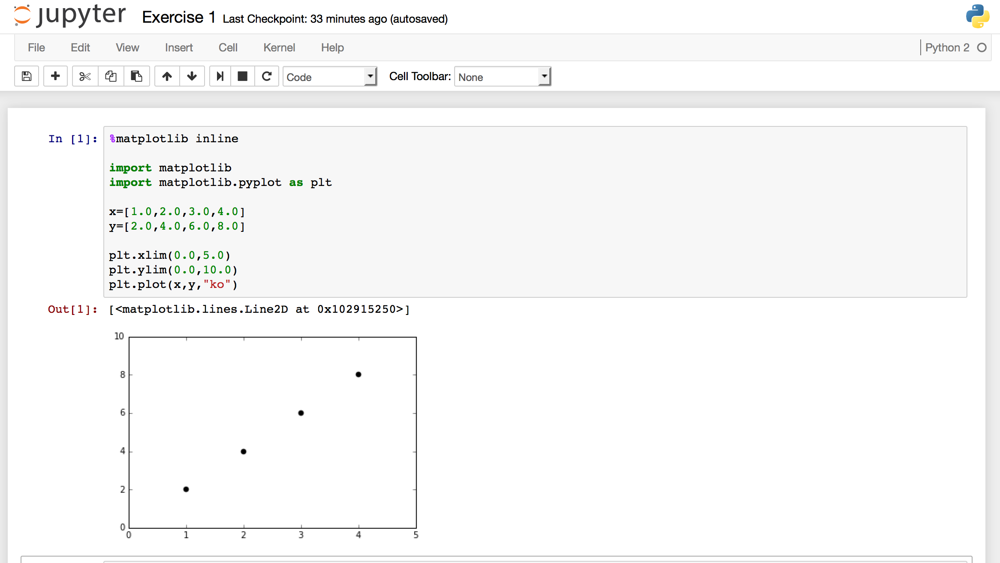 jupyter Exercise 1 Last Checkpoint: 33 minutes ago (autosaved)
File Edit View Insert Cell Kernel Help Python 2
Code Cell Toolbar: None
In [1]: %matplotlib inline
import matplotlib
import matplotlib.pyplot as plt
x=[1.0,2.0,3.0,4.0]
y=[2.0,4.0,6.0,8.0]
plt.xlim(0.0,5.0)
plt.ylim(0.0,10.0)
plt.plot(x,y,"ko")
Out[1]: [<matplotlib.lines.Line2D at 0x102915250>]
10
8
6
4
2
0
0 1 2 3 4 5